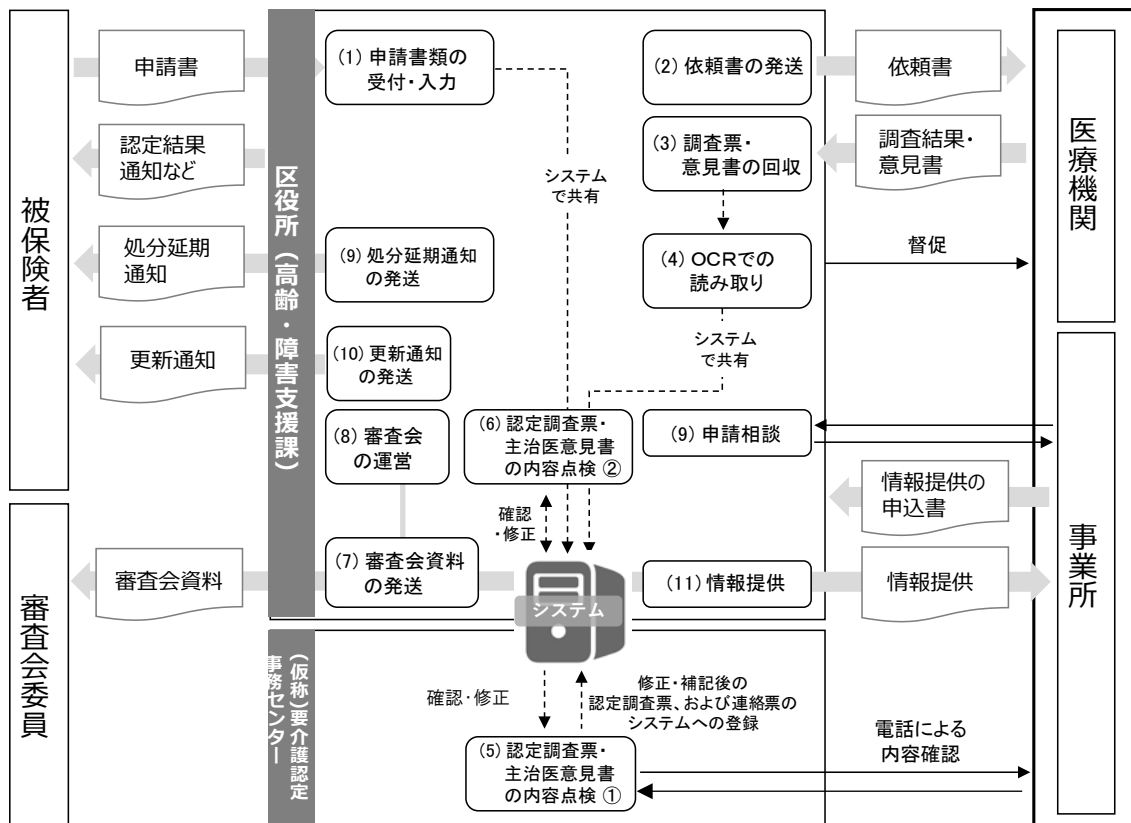 被保険者
審査会委員
申請書
認定結果
通知など
処分延期
通知
更新通知
審査会資料
区役所（高齢・障害支援課）
(1) 申請書類の
受付・入力
(2) 依頼書の発送
(3) 調査票・
意見書の回収
システム
で共有
(4) OCRでの
読み取り
(9) 処分延期通知
の発送
システム
で共有
(10) 更新通知
の発送
(8) 審査会
の運営
(6) 認定調査票・
主治医意見書
の内容点検 ②
(9) 申請相談
確認
・修正
(7) 審査会資料
の発送
システム
(11) 情報提供
依頼書
調査結果・
意見書
督促
情報提供の
申込書
情報提供
医療機関
事業所
(仮称)要介護認定
事務センター
確認・修正
修正・補記後の
認定調査票、および連絡票の
システムへの登録
(5) 認定調査票・
主治医意見書
の内容点検 ①
電話による
内容確認